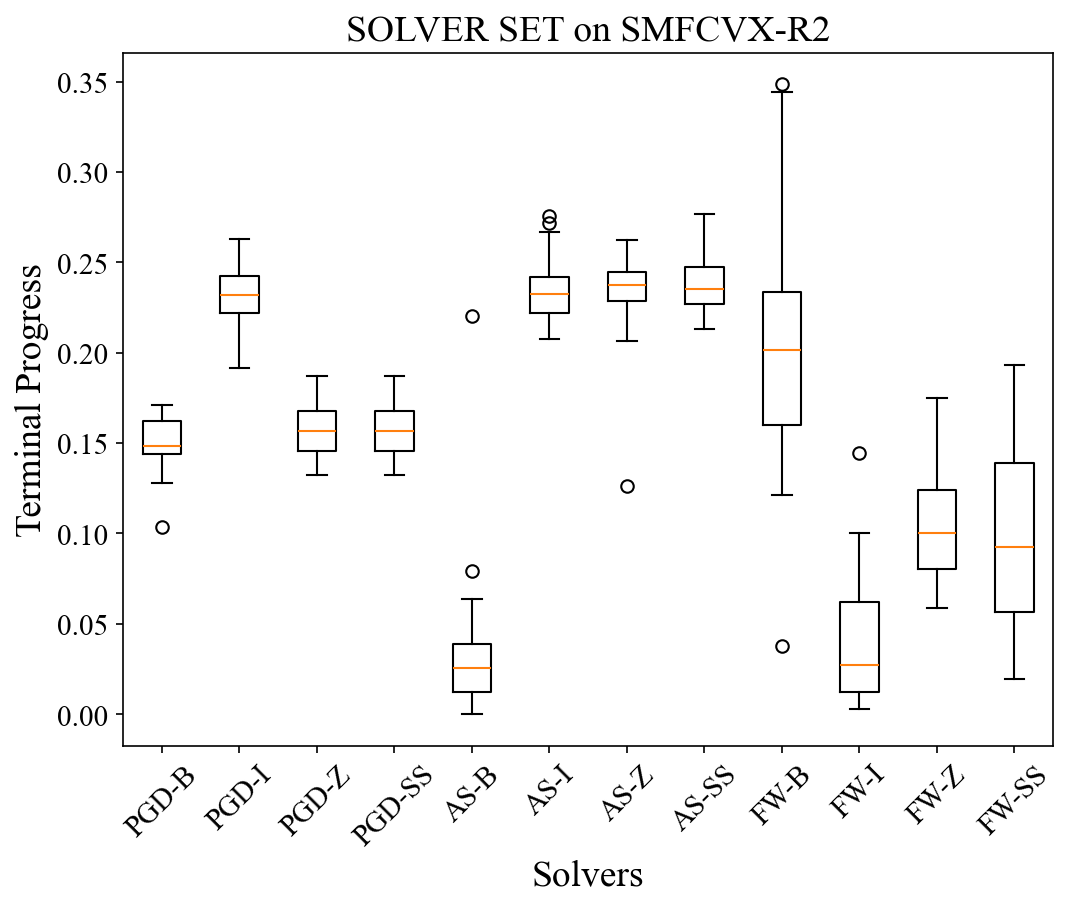 SOLVER SET on SMFCVX-R2
Terminal Progress
0.35
0.30
0.25
0.20
0.15
0.10
0.05
0.00
PGD-B
PGD-I
PGD-Z
PGD-SS
AS-B
AS-I
AS-Z
AS-SS
FW-B
FW-I
FW-Z
FW-SS
Solvers